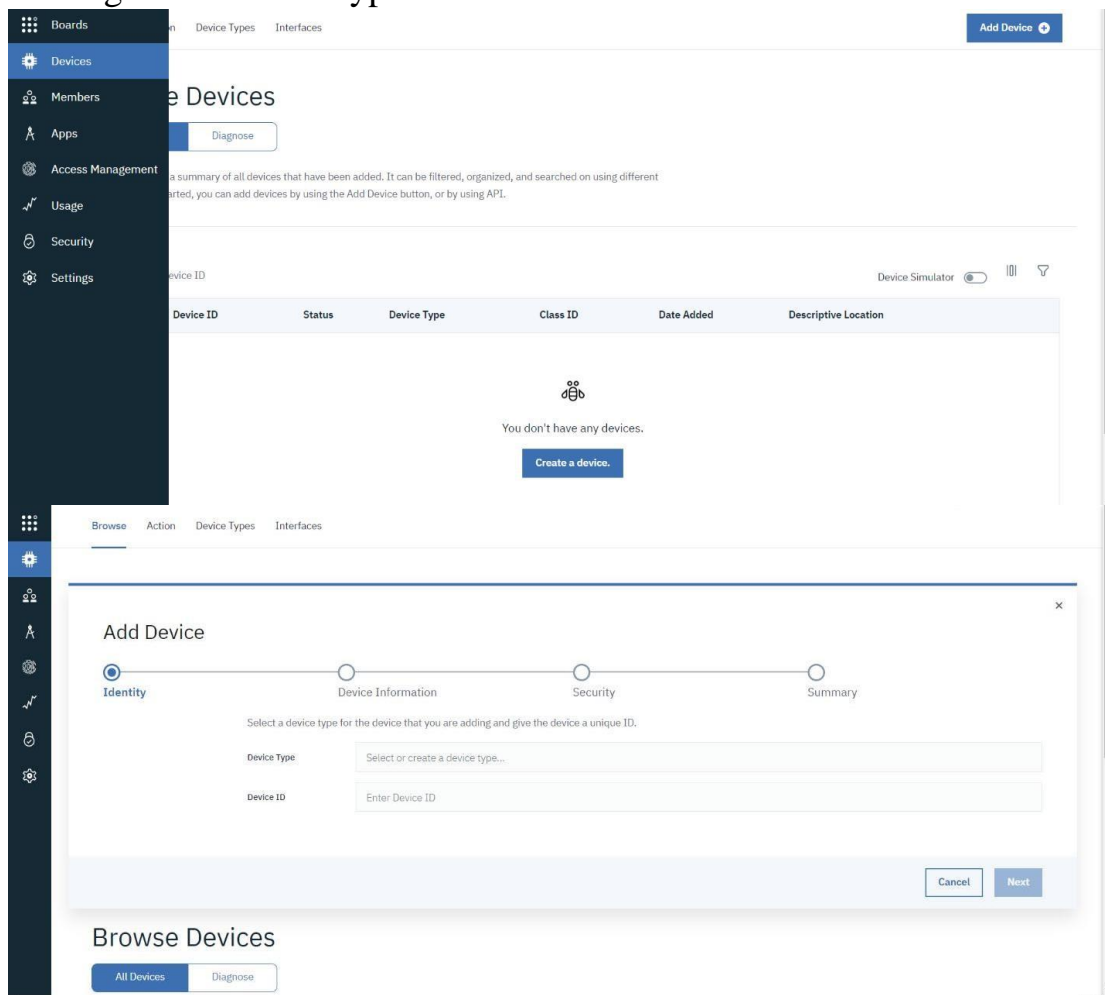 Boards
Device Types Interfaces
Add Device
Devices
Members
e Devices
Apps
Diagnose
Access Management
a summary of all devices that have been added. It can be filtered, organized, and searched on using different
arted, you can add devices by using the Add Device button, or by using API.
Usage
Security
Settings
evice ID
Device Simulator
Device ID Status Device Type Class ID Date Added Descriptive Location
You don't have any devices.
Create a device.
Browse Action Device Types Interfaces
Add Device
Identity Device Information Security Summary
Select a device type for the device that you are adding and give the device a unique ID.
Device Type Select or create a device type...
Device ID Enter Device ID
Cancel Next
Browse Devices
All Devices Diagnose